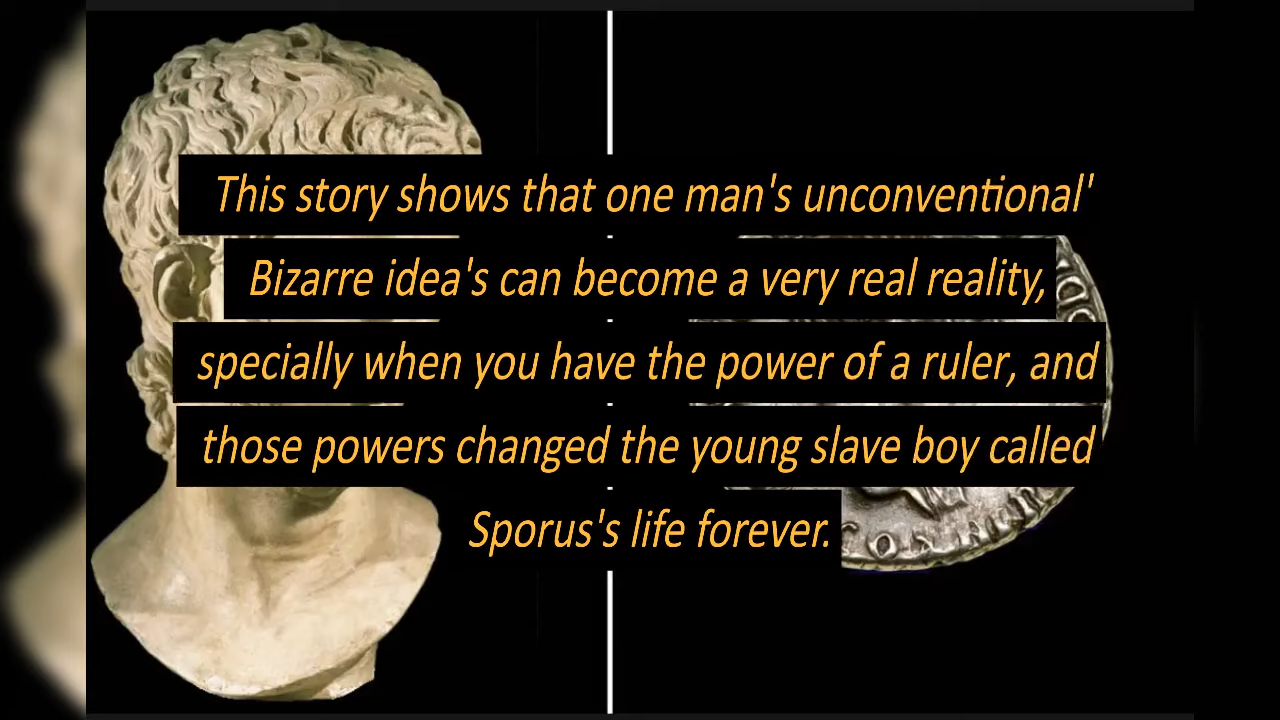 This story shows that one man's unconventional'
Bizarre idea's can become a very real reality,
specially when you have the power of a ruler, and
those powers changed the young slave boy called
Sporus's life forever.